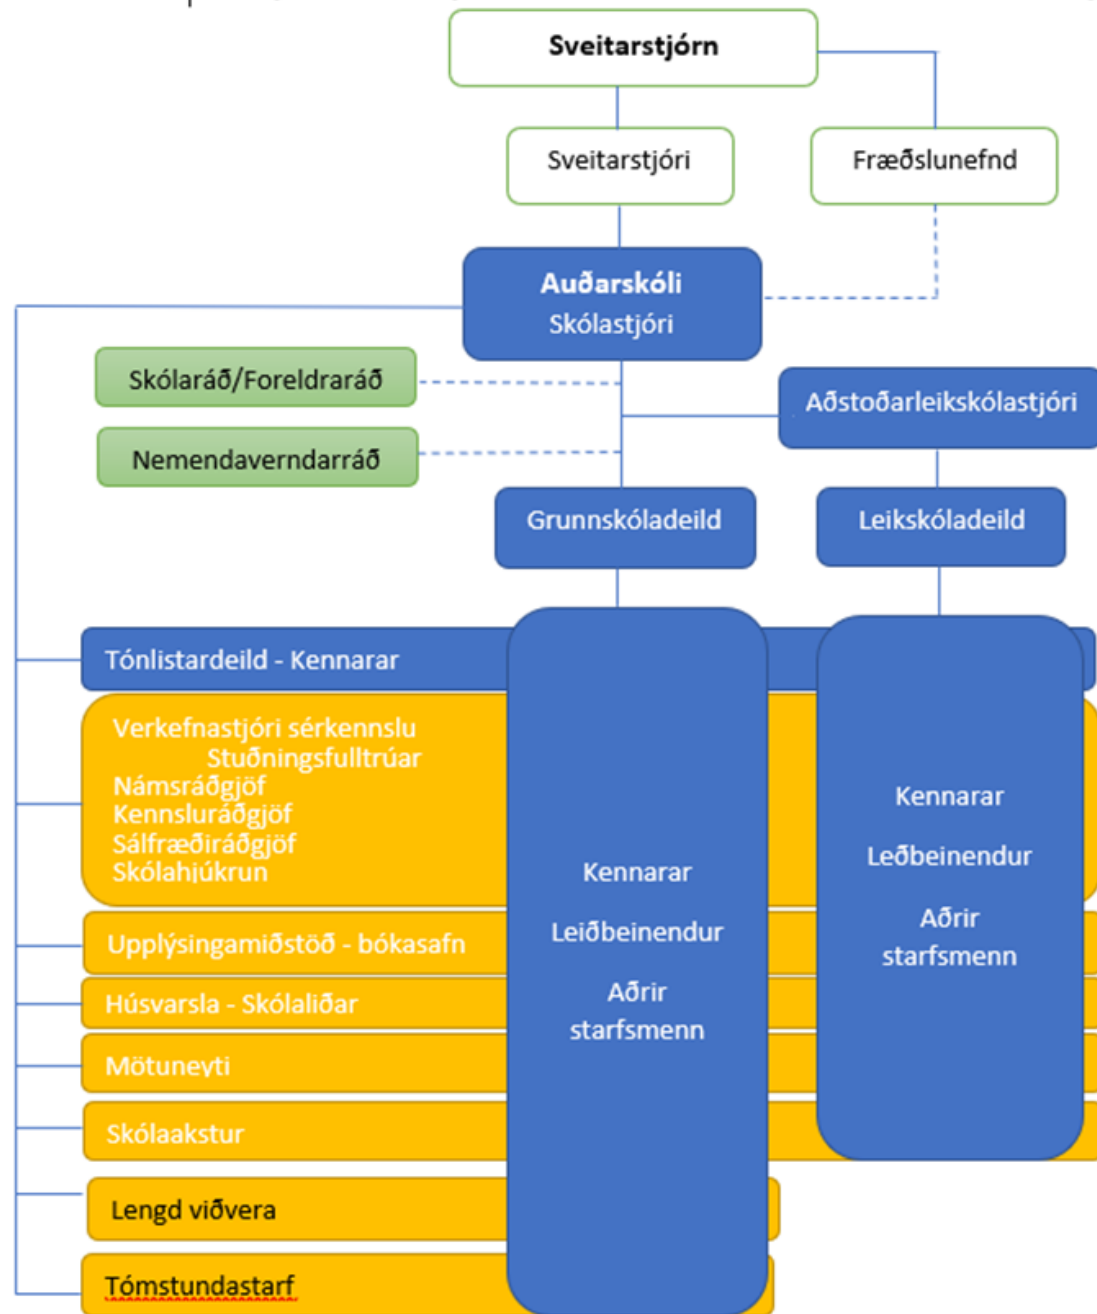 Sveitarstjórn
Sveitarstjóri
Fræðslunefnd
Auðarskóli
Skólastjóri
Skólaráð/Foreldraráð
Aðstoðarleikskólastjóri
Nemendaverndarráð
Grunnskóladeild
Leikskóladeild
Tónlistardeild - Kennarar
Verkefnastjóri sérkennslu
Stuðningsfulltrúar
Námsráðgjöf
Kennsluráðgjöf
Sálfræðiráðgjöf
Skólahjúkrun
Upplýsingamiðstöð - bókasafn
Húsvarsla - Skólaliðar
Mötuneyti
Skólaakstur
Lengd viðvera
Tómstundastarf
Kennarar
Leiðbeinendur
Aðrir
starfsmenn
Kennarar
Leðbeinendur
Aðrir
starfsmenn